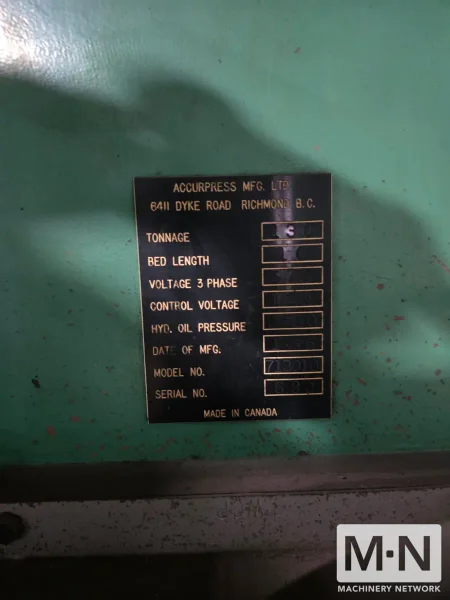 ACCURPRESS MFG. LTD.
6411 DYKE ROAD RICHMOND B.C.
TONNAGE
BED LENGTH
VOLTAGE 3 PHASE
CONTROL VOLTAGE
HYD. OIL PRESSURE
DATE OF MFG.
MODEL NO.
SERIAL NO.
MADE IN CANADA
M·N
MACHINERY NETWORK